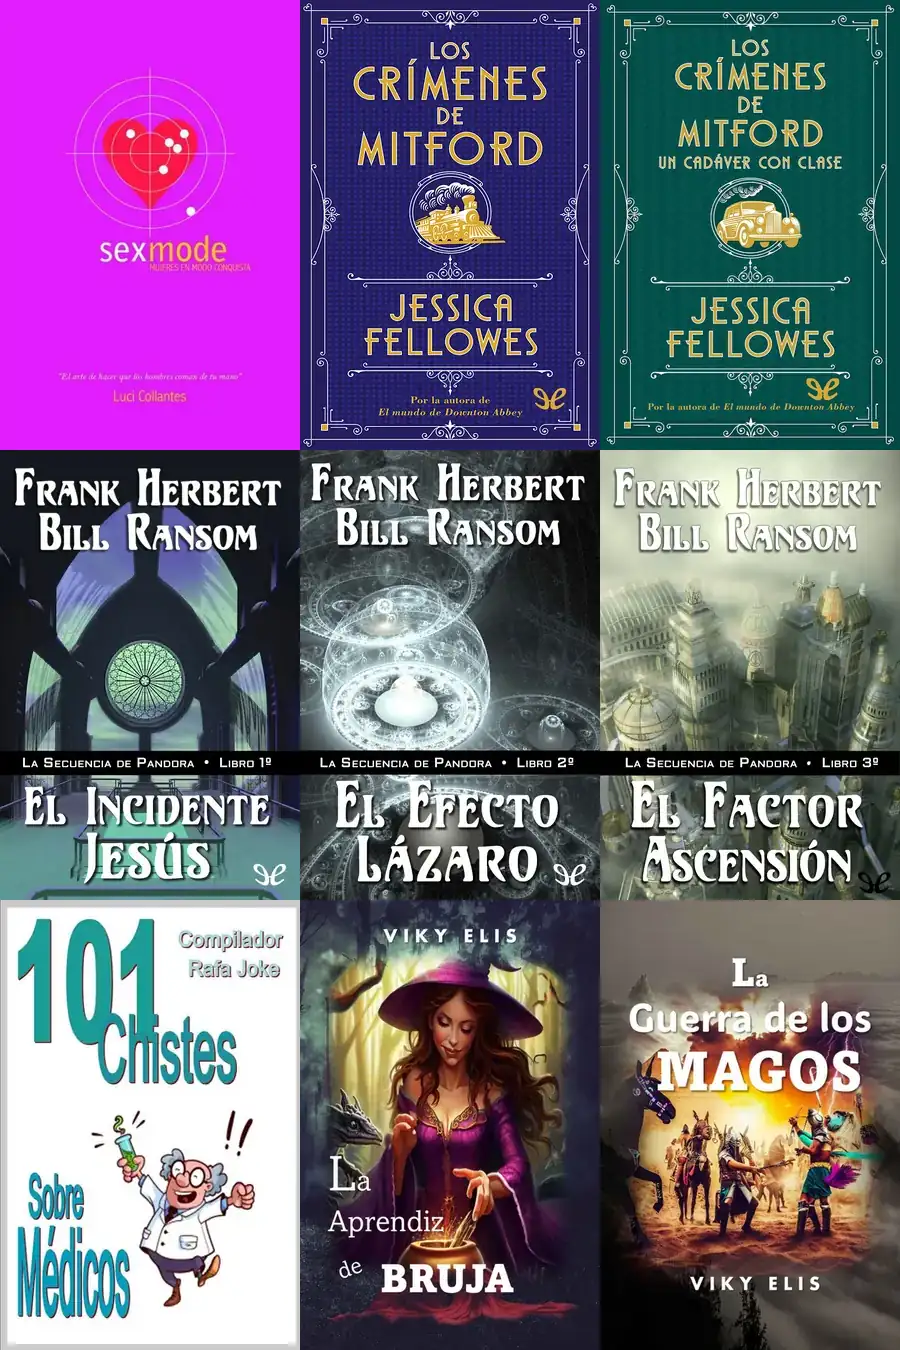 sexmode
MUJERES EN MODO CONQUISTA
"El arte de hacer que los hombres coman de tu mano"
Luci Collantes
LOS
CRÍMENES
DE
MITFORD
JESSICA
FELLOWES
Por la autora de
El mundo de Downton Abbey
LOS
CRÍMENES
DE
MITFORD
UN CADÁVER CON CLASE
JESSICA
FELLOWES
Por la autora de El mundo de Downton Abbey
FRANK HERBERT
BILL RANSOM
LA SECUENCIA DE PANDORA • LIBRO 1º
EL INCIDENTE
JESÚS
FRANK HERBERT
BILL RANSOM
LA SECUENCIA DE PANDORA • LIBRO 2º
EL EFECTO
LÁZARO
FRANK HERBERT
BILL RANSOM
LA SECUENCIA DE PANDORA • LIBRO 3º
EL FACTOR
ASCENSIÓN
101
Chistes
Compilador
Rafa Joke
!!
Sobre
Médicos
VIKY ELIS
La
Aprendiz
de BRUJA
La
Guerra de los
MAGOS
VIKY ELIS